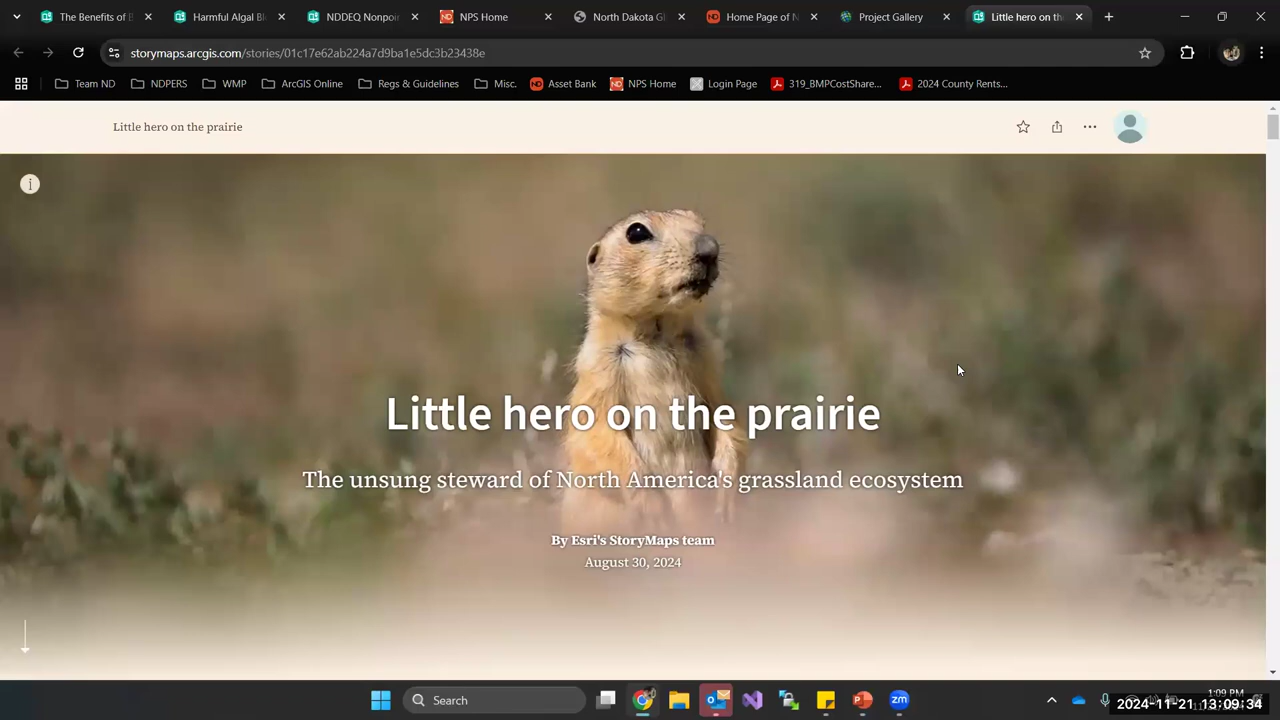 The Benefits of B
Harmful Algal Bl
NDDEQ Nonpoin
NPS Home
North Dakota G
Home Page of N
Project Gallery
Little hero on th
storymaps.arcgis.com/stories/01c17e62ab224a7d9ba1e5dc3b23438e
Team ND
NDPERS
WMP
ArcGIS Online
Regs & Guidelines
Misc.
Asset Bank
NPS Home
Login Page
319_BMPCostShare...
2024 County Rents...
Little hero on the prairie
Little hero on the prairie
The unsung steward of North America's grassland ecosystem
By Esri's StoryMaps team
August 30, 2024
Search
1:09 PM
2024-11-21 13:09:34